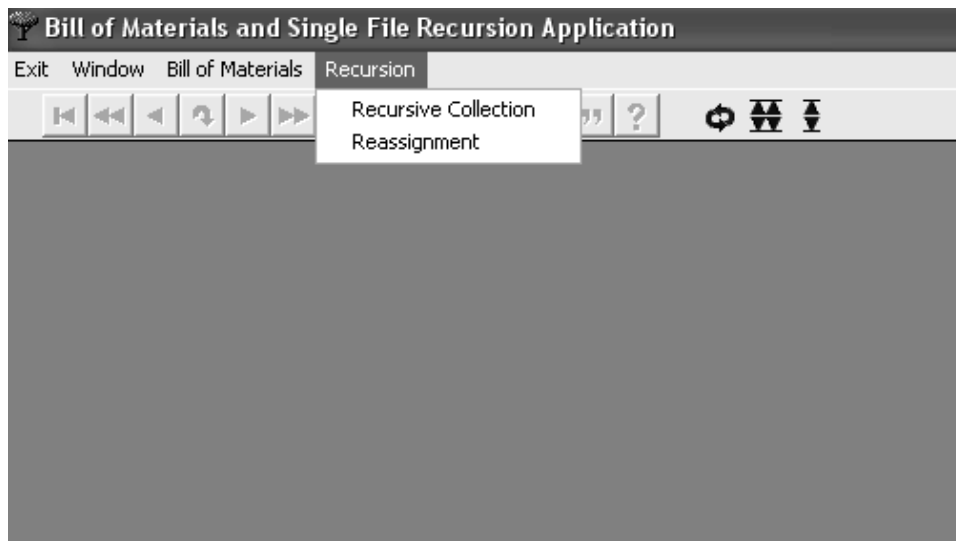 Bill of Materials and Single File Recursion Application
Exit Window Bill of Materials Recursion
Recursive Collection
” ?
Reassignment